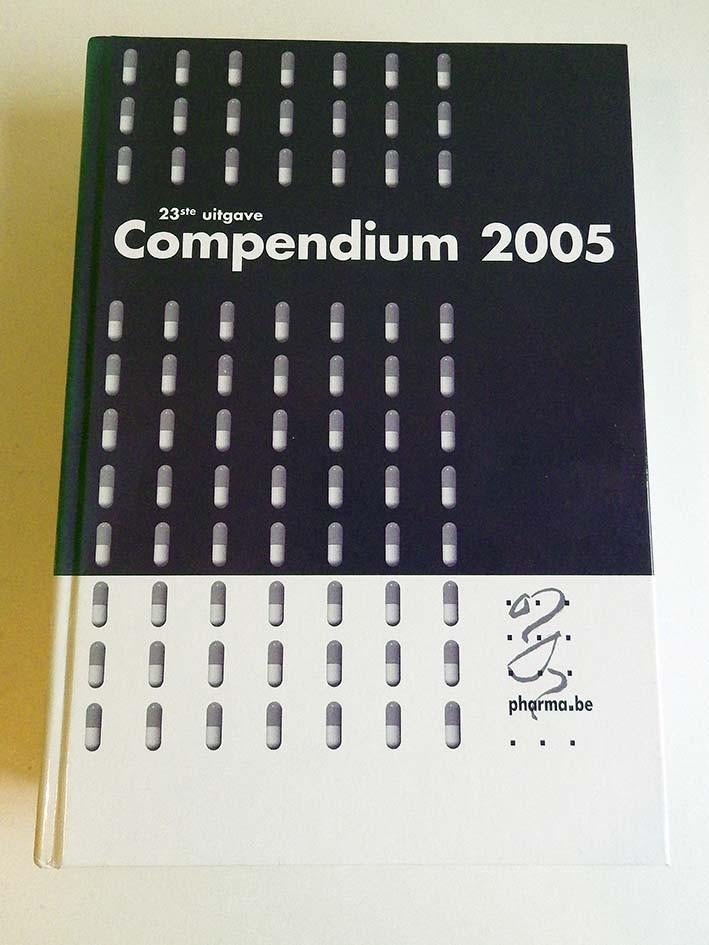 23ste uitgave
Compendium 2005
pharma.be